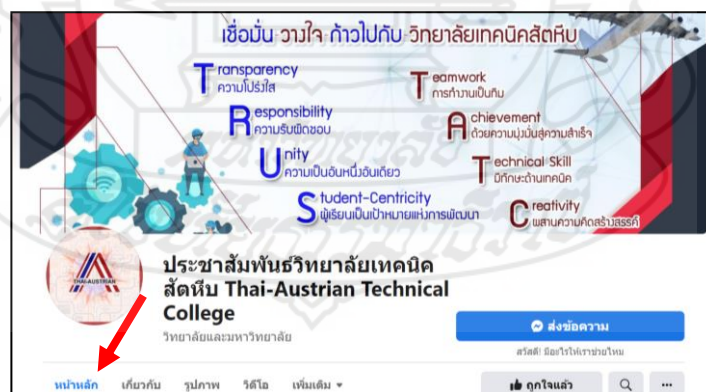 เชื่อมั่น วางใจ ก้าวไปกับ วิทยาลัยเทคนิคสัตหีบ
Transparency
ความโปร่งใส
Responsibility
ความรับผิดชอบ
Unity
ความเป็นอันหนึ่งอันเดียว
Student-Centricity
ผู้เรียนเป็นเป้าหมายแห่งการพัฒนา
Teamwork
การทำงานเป็นทีม
Achievement
ด้วยความมุ่งมั่นสู่ความสำเร็จ
Technical Skill
มีทักษะด้านเทคนิค
Creativity
ผสานความคิดสร้างสรรค์
THAI-AUSTRIAN
ประชาสัมพันธ์วิทยาลัยเทคนิค
สัตหีบ Thai-Austrian Technical
College
วิทยาลัยและมหาวิทยาลัย
ส่งข้อความ
สวัสดี! มีอะไรให้เราช่วยไหม
หน้าหลัก เกี่ยวกับ รูปภาพ วิดีโอ เพิ่มเติม
ถูกใจแล้ว